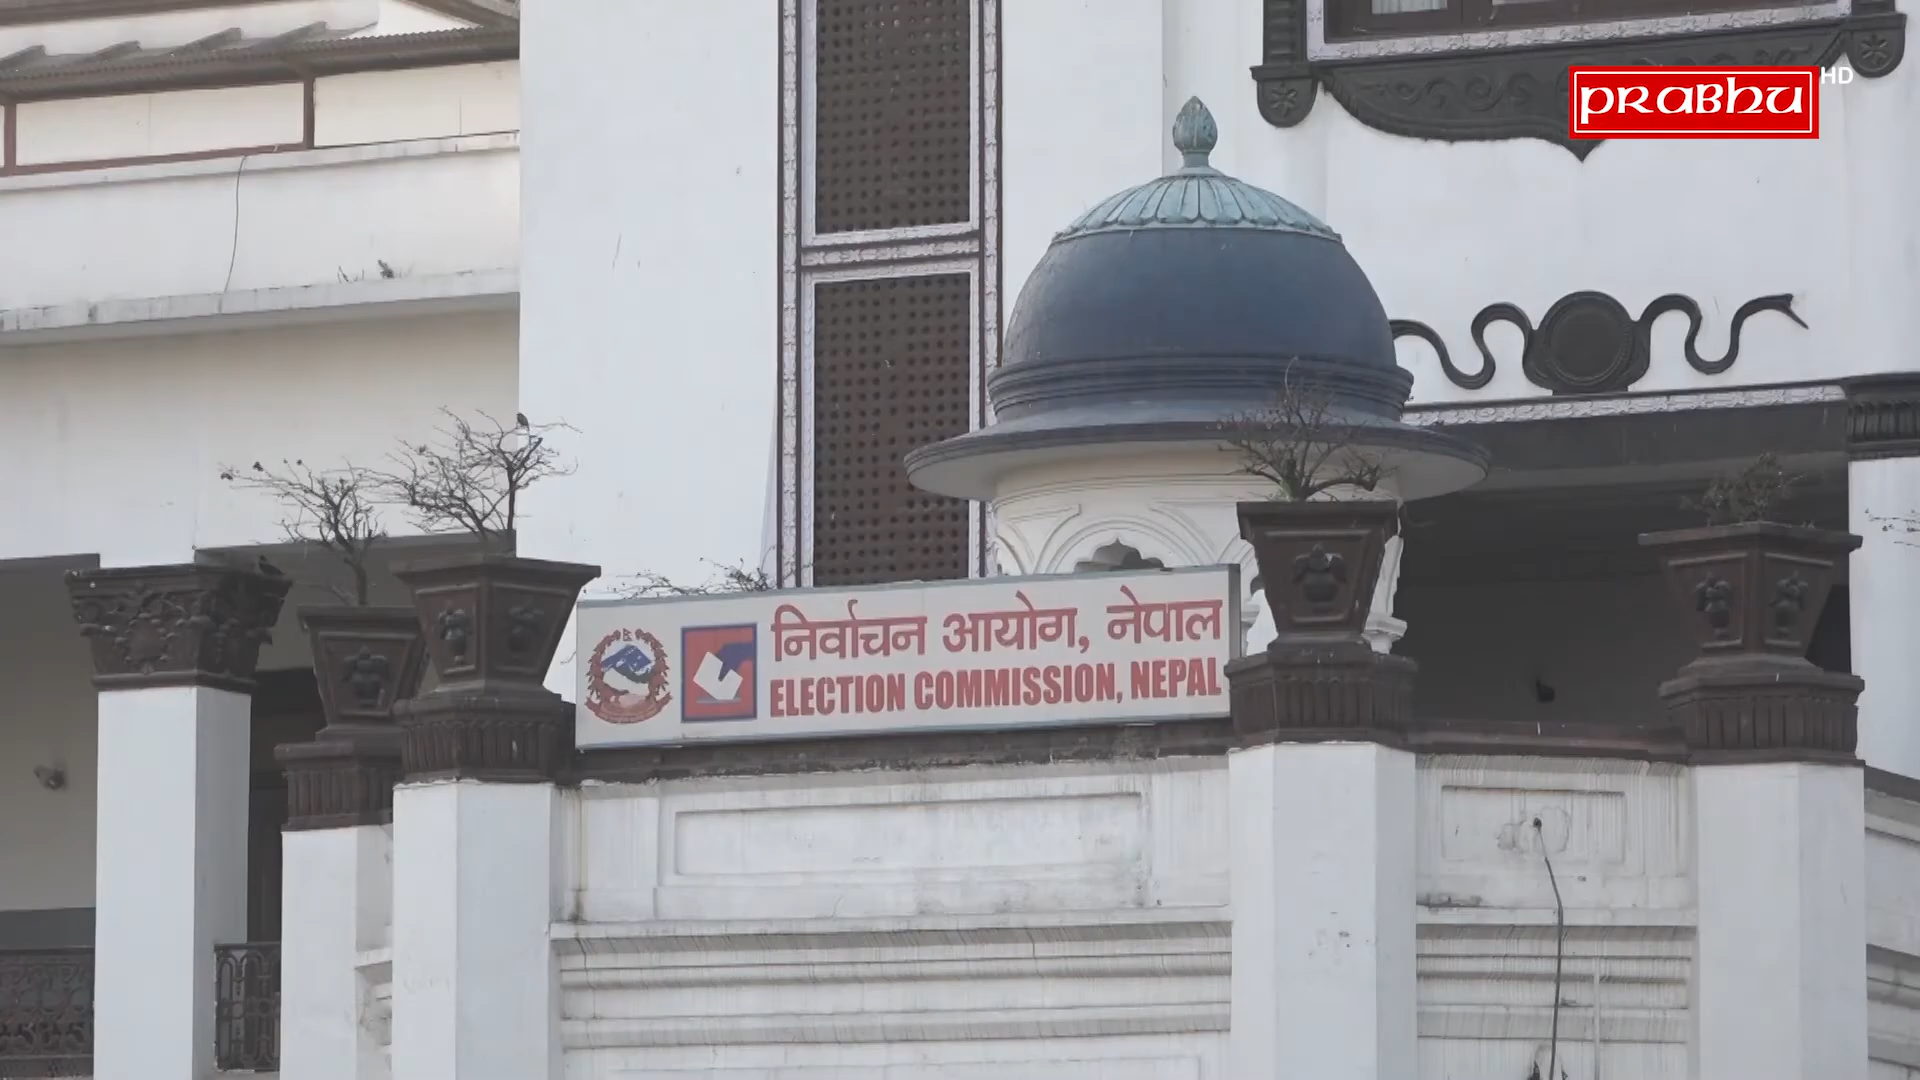 PRABHU HD
निर्वाचन आयोग, नेपाल
ELECTION COMMISSION, NEPAL